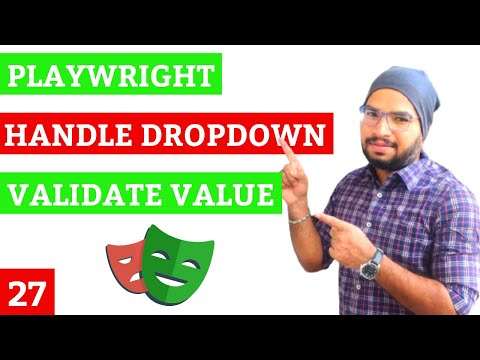 PLAYWRIGHT
HANDLE DROPDOWN
VALIDATE VALUE
27